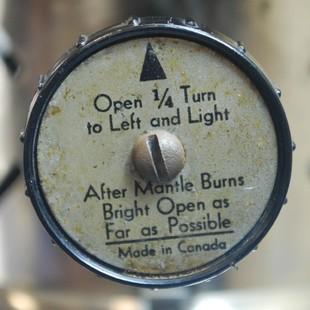 Open ¼ Turn
to Left and Light
After Mantle Burns
Bright Open as
Far as Possible
Made in Canada